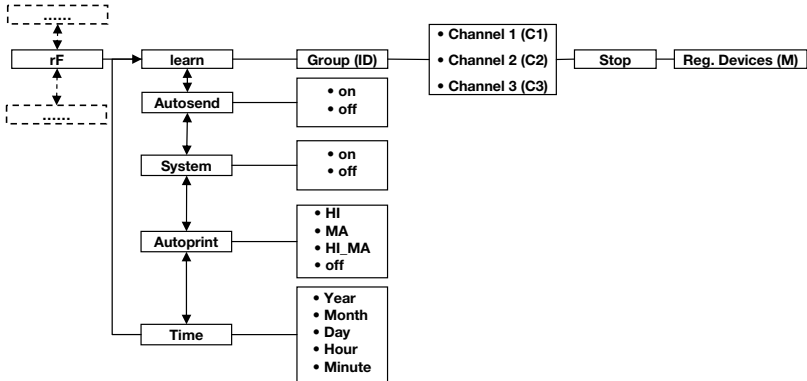 ......
rF
......
learn
Group (ID)
• Channel 1 (C1)
• Channel 2 (C2)
• Channel 3 (C3)
Stop
Reg. Devices (M)
Autosend
• on
• off
System
• on
• off
Autoprint
• HI
• MA
• HI_MA
• off
Time
• Year
• Month
• Day
• Hour
• Minute